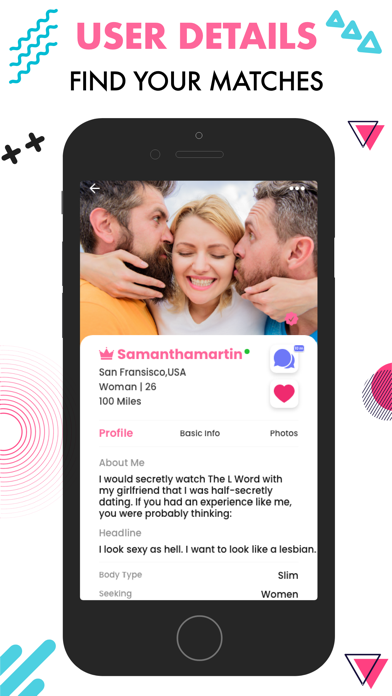 USER DETAILS
FIND YOUR MATCHES
Samanthamartin
San Fransisco,USA
Woman | 26
100 Miles
Profile
Basic Info
Photos
About Me
I would secretly watch The L Word with
my girlfriend that I was half-secretly
dating. If you had an experience like me,
you were probably thinking:
Headline
I look sexy as hell. I want to look like a lesbian.
Body Type
Slim
Seeking
Women